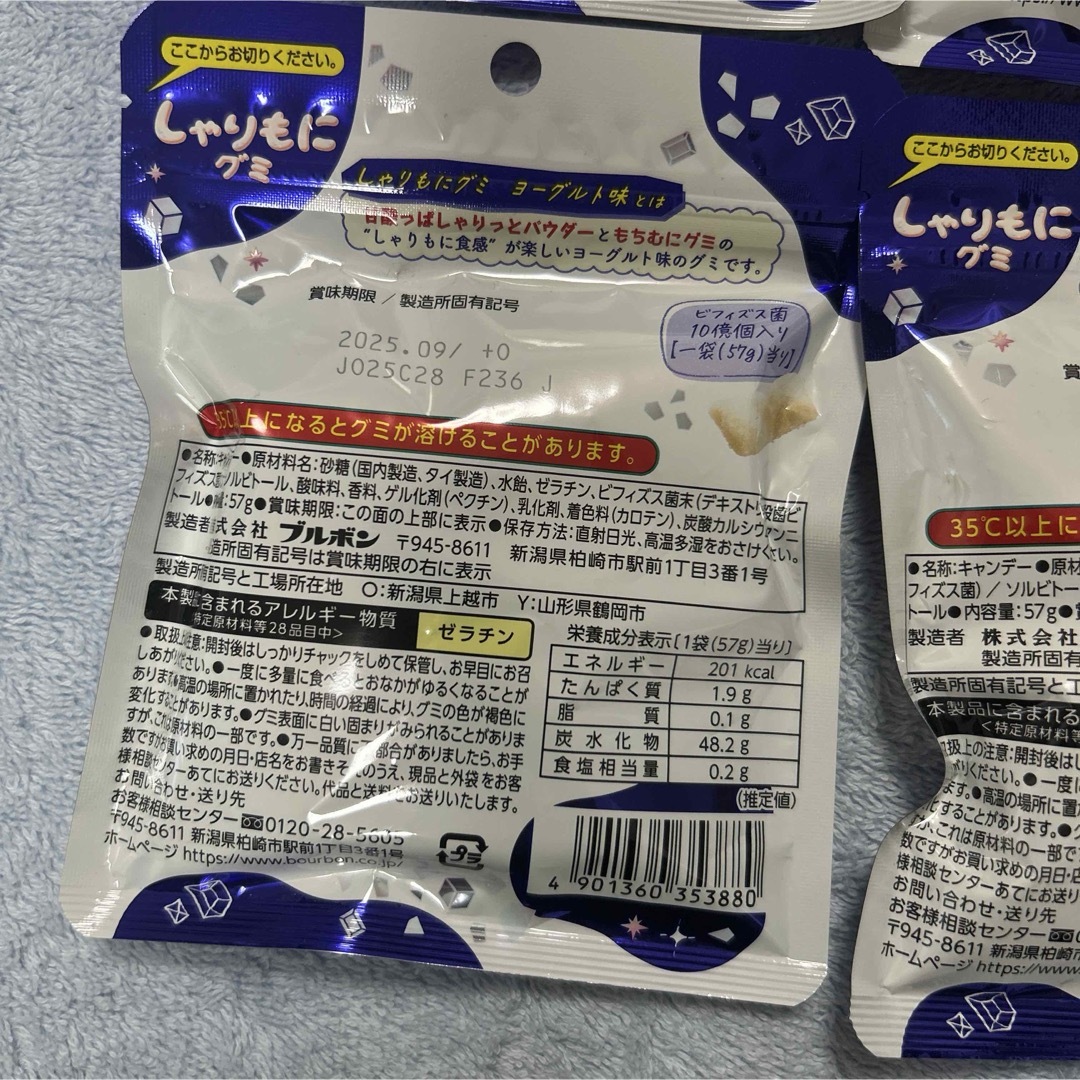 ここからお切りください。
しゃりもに
グミ
しゃりもにグミ ヨーグルト味とは
甘酸っぱしゃりっとパウダーともちむにグミの
“しゃりもに食感”が楽しいヨーグルト味のグミです。
賞味期限／製造所固有記号
2025.09/ +O
J025C28 F236 J
ビフィズス菌
10億個入り
[一袋(57g)当り]
35℃以上になるとグミが溶けることがあります。
●名称:キャンデー●原材料名:砂糖(国内製造、タイ製造)、水飴、ゼラチン、ビフィズス菌末(デキストリン、殺菌ビ
フィズス菌)／ソルビトール、酸味料、香料、ゲル化剤(ペクチン)、乳化剤、着色料(カロテン)、炭酸カルシウム、マンニ
トール●内容量:57g●賞味期限:この面の上部に表示●保存方法:直射日光、高温多湿をおさけください。
製造者 株式会社 ブルボン 〒945-8611 新潟県柏崎市駅前1丁目3番1号
製造所固有記号は賞味期限の右に表示
製造所固有記号と工場所在地 O:新潟県上越市 Y:山形県鶴岡市
本製品に含まれるアレルギー物質
<特定原材料等28品目中>
ゼラチン
●取扱上の注意:開封後はしっかりチャックをしめて保管し、お早目にお召
しあがりください。●一度に多量に食べるとおなかがゆるくなることが
あります。●高温の場所に置かれたり、時間の経過により、グミの色が褐色に
変化することがあります。●グミ表面に白い固まりがみられることがありま
すが、これは原材料の一部です。●万一品質に不都合がありましたら、お手
数ですがお買い求めの月日・店名をお書きそえのうえ、現品と外袋をお客
様相談センターあてにお送りください。代品と送料をお送りいたします。
お問い合わせ・送り先
お客様相談センター 0120-28-5605
〒945-8611 新潟県柏崎市駅前1丁目3番1号
ホームページ https://www.bourbon.co.jp/
プラ
栄養成分表示[1袋(57g)当り]
エネルギー 201 kcal
たんぱく質 1.9 g
脂質 0.1 g
炭水化物 48.2 g
食塩相当量 0.2 g
(推定値)
4 901360 353880
ここからお切りください。
しゃりもに
グミ
賞
35℃以上に
●名称:キャンデー●原材
フィズス菌)／ソルビトー
トール●内容量:57g●
製造者 株式会社
製造所固有
製造所固有記号と工
本製品に含まれる
<特定原材料等
取扱上の注意:開封後はし
がりください。●一度に
ます。●高温の場所に置
化することがあります。●
が、これは原材料の一部で
数ですがお買い求めの月日・店
様相談センターあてにお送り
お問い合わせ・送り先
お客様相談センター
〒945-8611 新潟県柏崎市
ホームページ https://www